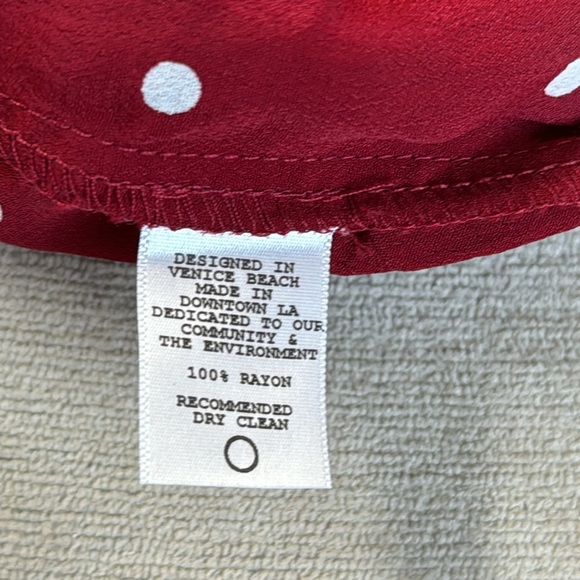 DESIGNED IN
VENICE BEACH
MADE IN
DOWNTOWN LA
DEDICATED TO OUR
COMMUNITY &
THE ENVIRONMENT
100% RAYON
RECOMMENDED
DRY CLEAN